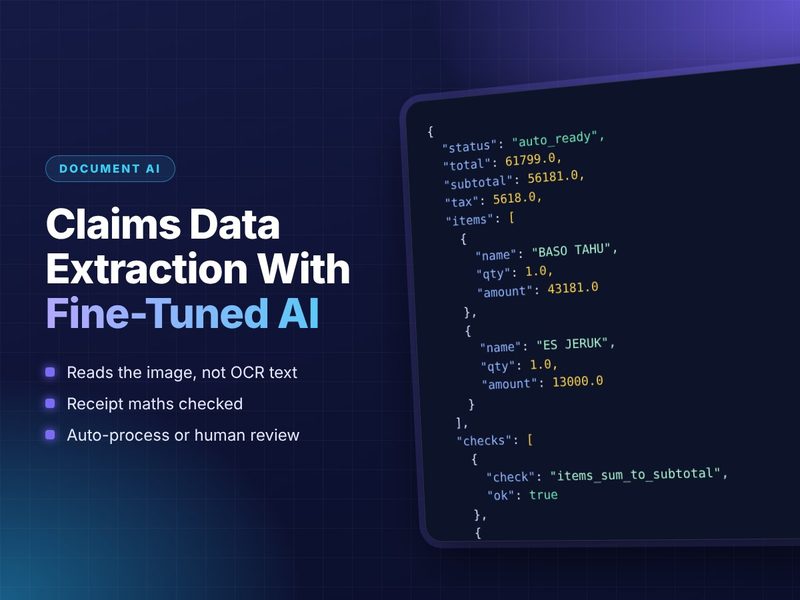 DOCUMENT AI
Claims Data
Extraction With
Fine-Tuned AI
Reads the image, not OCR text
Receipt maths checked
Auto-process or human review
{
"status": "auto_ready",
"total": 61799.0,
"subtotal": 56181.0,
"tax": 5618.0,
"items": [
{
"name": "BASO TAHU",
"qty": 1.0,
"amount": 43181.0
},
{
"name": "ES JERUK",
"qty": 1.0,
"amount": 13000.0
}
],
"checks": [
{
"check": "items_sum_to_subtotal",
"ok": true
},
{